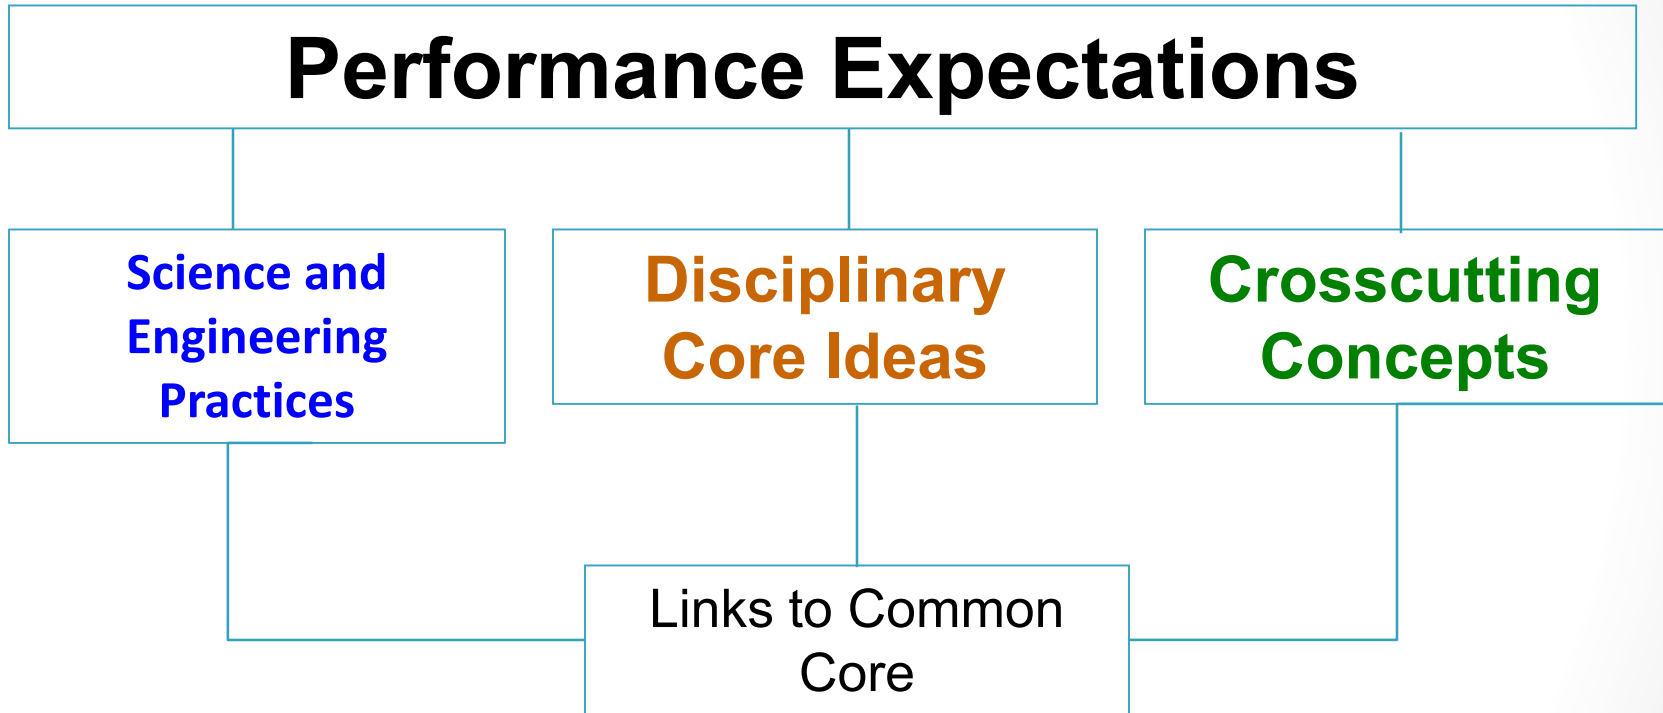 Performance Expectations
Science and
Engineering
Practices
Disciplinary
Core Ideas
Crosscutting
Concepts
Links to Common
Core